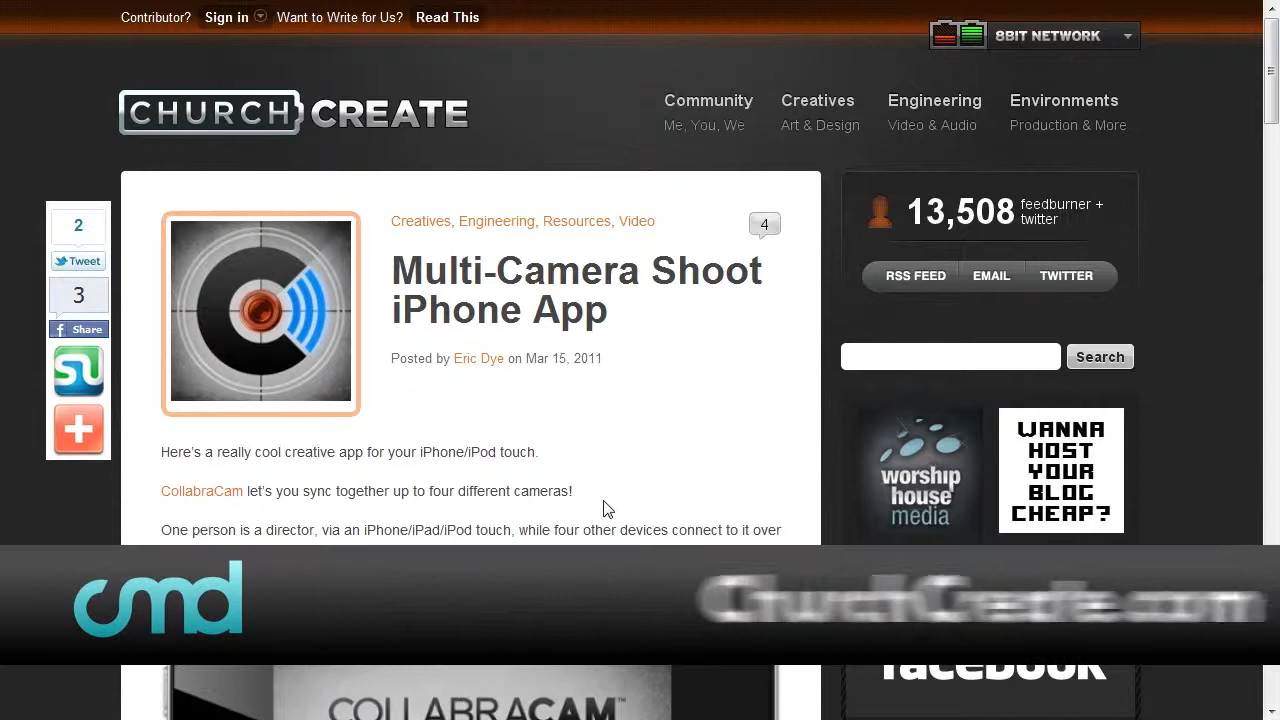 Contributor? Sign in Want to Write for Us? Read This
8BIT NETWORK
CHURCH CREATE
Community Creatives Engineering Environments
Me, You, We Art & Design Video & Audio Production & More
2
Tweet
3
Share
Creatives, Engineering, Resources, Video
4
Multi-Camera Shoot
iPhone App
Posted by Eric Dye on Mar 15, 2011
Here's a really cool creative app for your iPhone/iPod touch.
CollabraCam let's you sync together up to four different cameras!
One person is a director, via an iPhone/iPad/iPod touch, while four other devices connect to it over
13,508 feedburner +
twitter
RSS FEED EMAIL TWITTER
Search
worship
house
media
WANNA
HOST
YOUR
BLOG
CHEAP?
cmd
ChurchCreate.com
COLLABRACAM™
facebook